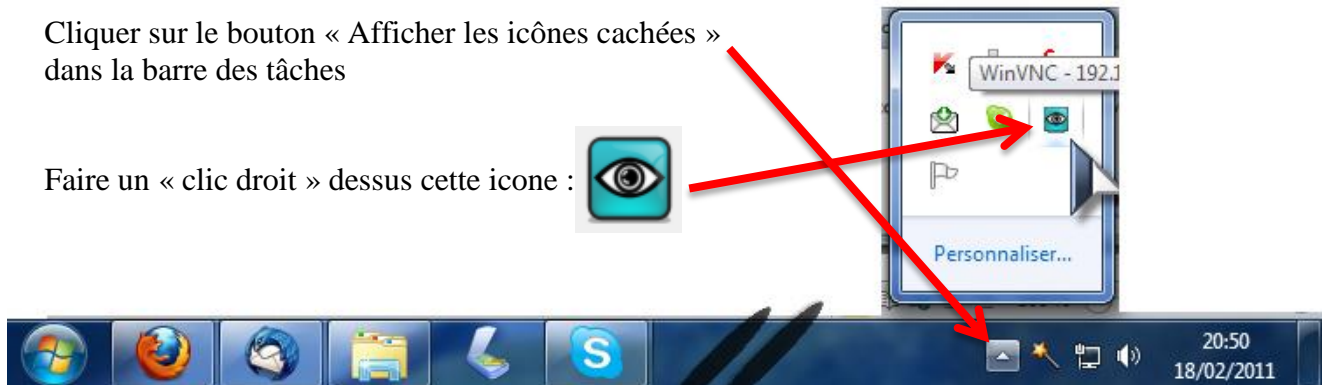 Cliquer sur le bouton « Afficher les icônes cachées »
dans la barre des tâches
WinVNC - 192.1
Faire un « clic droit » dessus cette icone :
Personnaliser...
20:50
18/02/2011